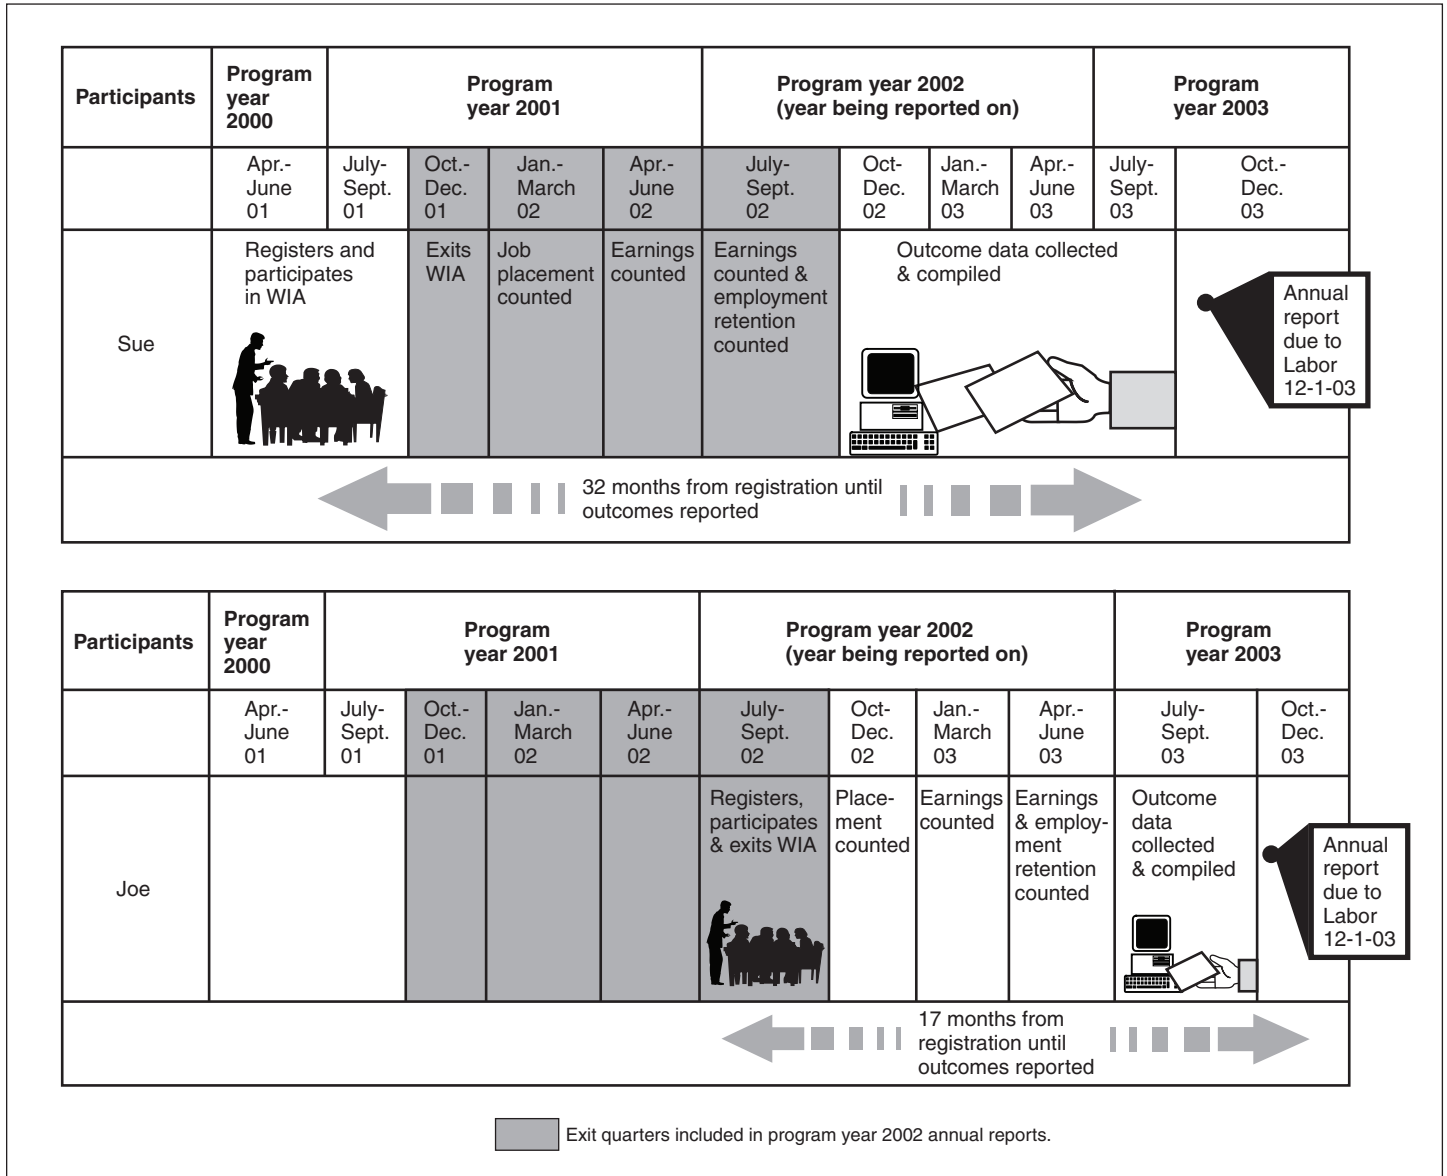 Participants
Program
year
2000
Program
year 2001
Program year 2002
(year being reported on)
Program
year 2003
Apr.-
June
01
July-
Sept.
01
Oct.-
Dec.
01
Jan.-
March
02
Apr.-
June
02
July-
Sept.
02
Oct-
Dec.
02
Jan.-
March
03
Apr.-
June
03
July-
Sept.
03
Oct.-
Dec.
03
Sue
Registers and
participates
in WIA
Exits
WIA
Job
placement
counted
Earnings
counted
Earnings
counted &
employment
retention
counted
Outcome data collected
& compiled
Annual
report
due to
Labor
12-1-03
32 months from registration until
outcomes reported
Participants
Program
year
2000
Program
year 2001
Program year 2002
(year being reported on)
Program
year 2003
Apr.-
June
01
July-
Sept.
01
Oct.-
Dec.
01
Jan.-
March
02
Apr.-
June
02
July-
Sept.
02
Oct-
Dec.
02
Jan.-
March
03
Apr.-
June
03
July-
Sept.
03
Oct.-
Dec.
03
Joe
Registers,
participates
& exits WIA
Place-
ment
counted
Earnings
counted
Earnings
& employ-
ment
retention
counted
Outcome
data
collected
& compiled
Annual
report
due to
Labor
12-1-03
17 months from
registration until
outcomes reported
Exit quarters included in program year 2002 annual reports.